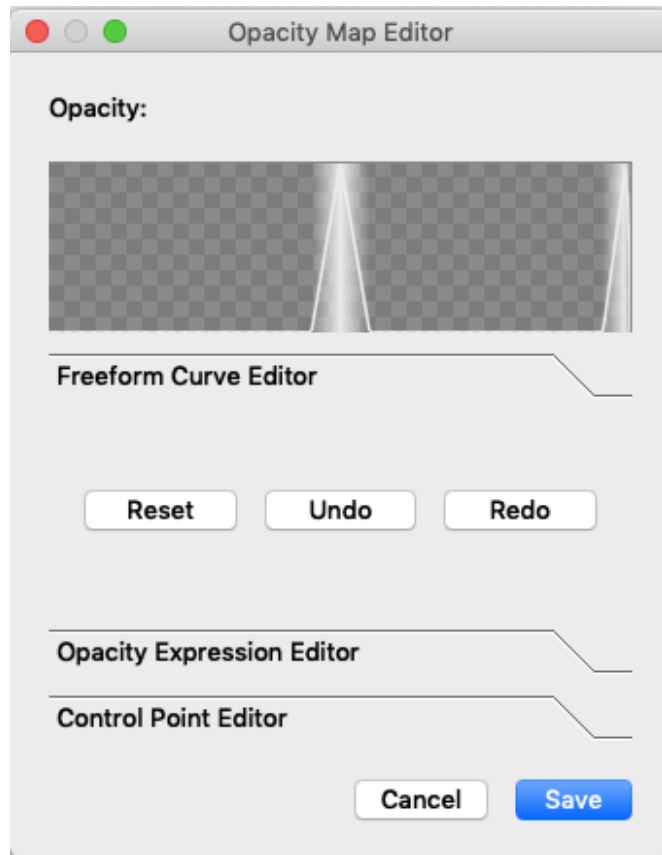 Opacity Map Editor
Opacity:
Freeform Curve Editor
Reset Undo Redo
Opacity Expression Editor
Control Point Editor
Cancel Save